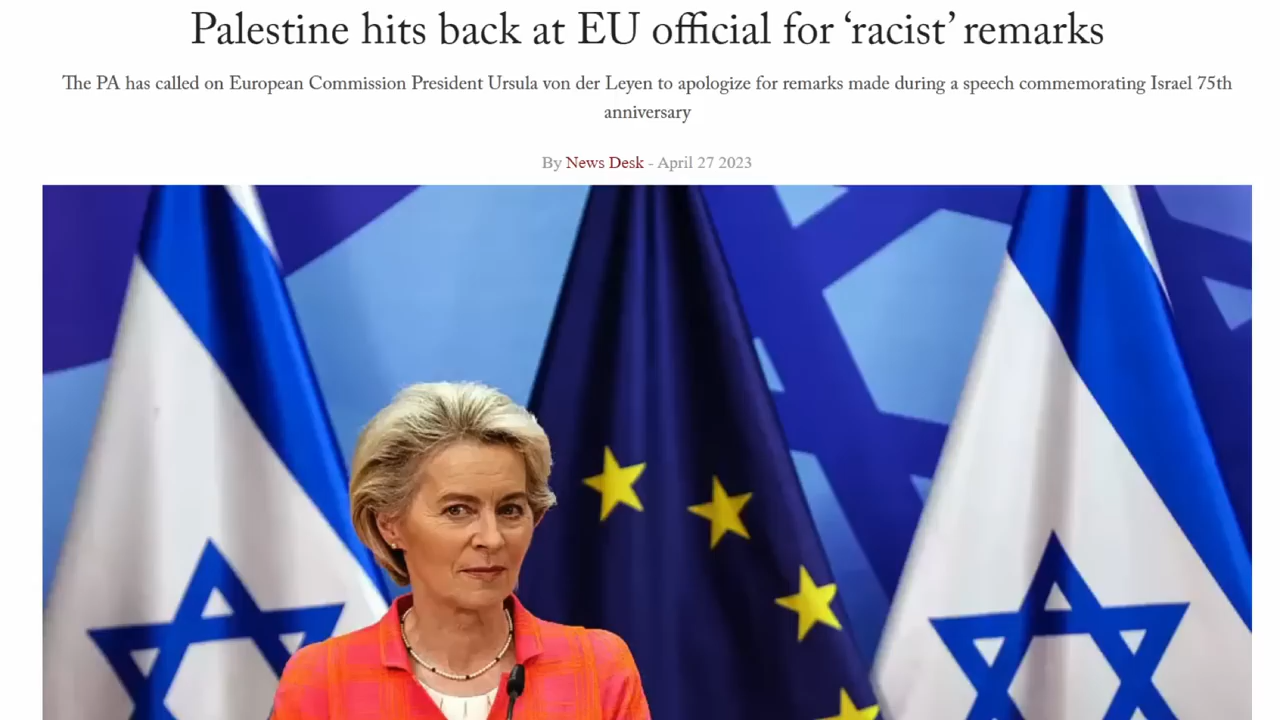 Palestine hits back at EU official for ‘racist’ remarks
The PA has called on European Commission President Ursula von der Leyen to apologize for remarks made during a speech commemorating Israel 75th
anniversary
By News Desk - April 27 2023